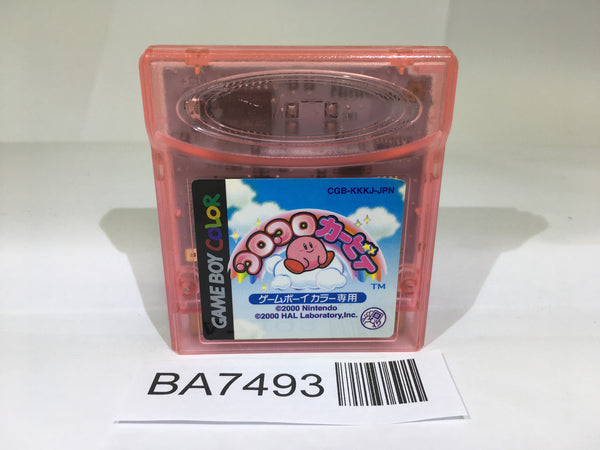 CGB-KKKJ-JPN
コロコロカービィ
TM
GAME BOY COLOR
ゲームボーイカラー専用
©2000 Nintendo
©2000 HAL Laboratory,Inc.
BA7493